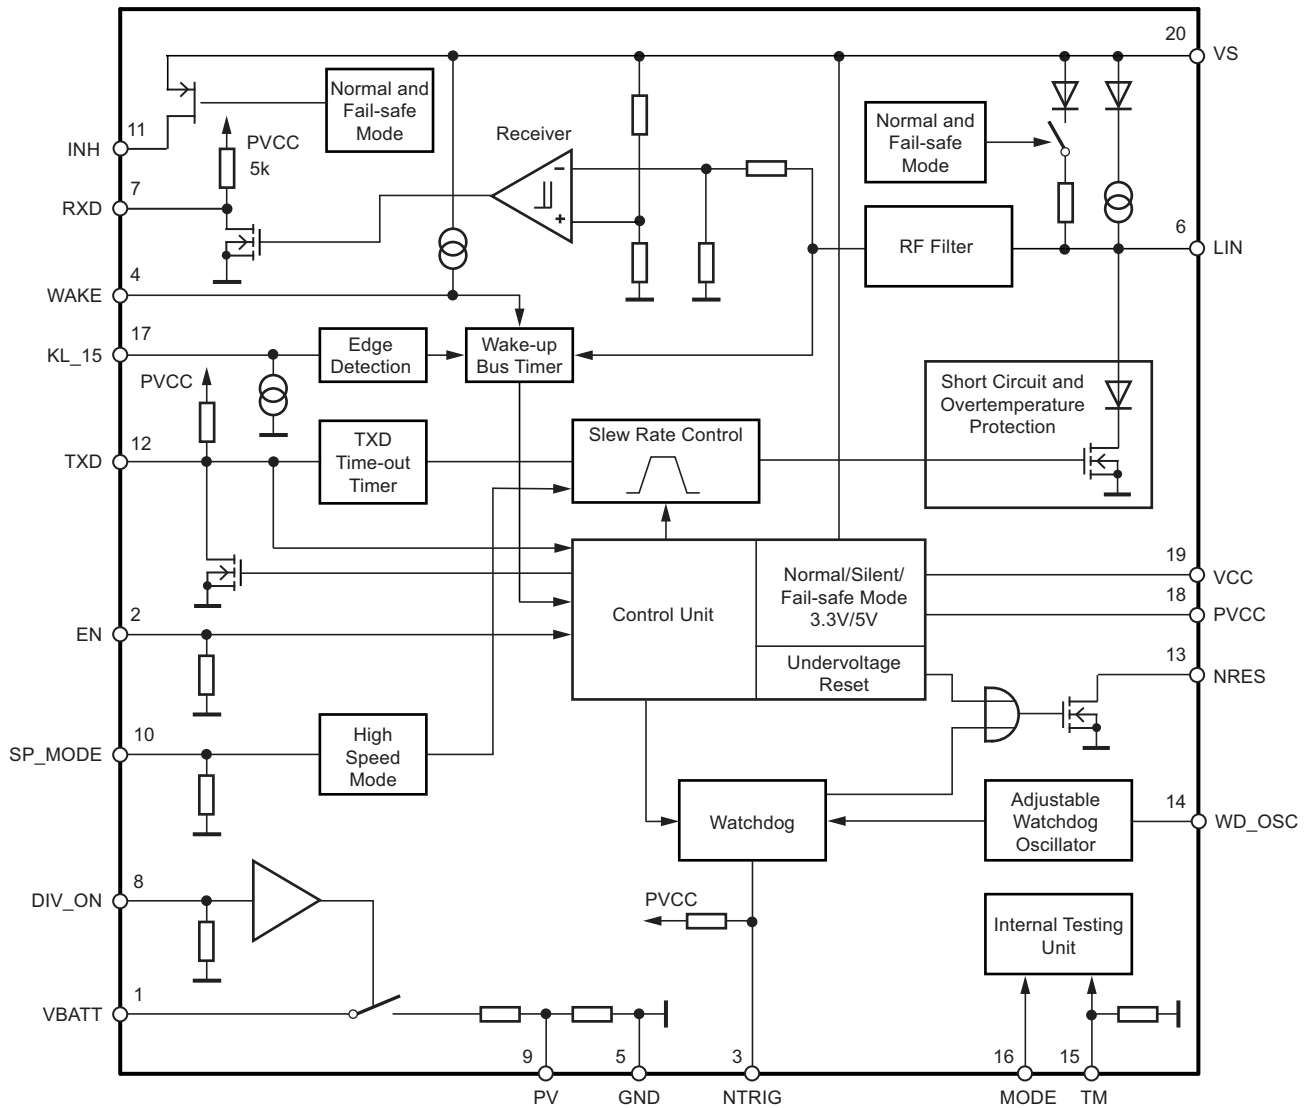 20
VS
Normal and
Fail-safe
Mode
Normal and
Fail-safe
Mode
11
INH
PVCC
5k
Receiver
-
+
7
RXD
RF Filter
6
LIN
4
WAKE
17
KL_15
Edge
Detection
Wake-up
Bus Timer
PVCC
Short Circuit and
Overtemperature
Protection
12
TXD
TXD
Time-out
Timer
Slew Rate Control
Control Unit
Normal/Silent/
Fail-safe Mode
3.3V/5V
Undervoltage
Reset
19
VCC
18
PVCC
13
NRES
2
EN
10
SP_MODE
High
Speed
Mode
Watchdog
Adjustable
Watchdog
Oscillator
14
WD_OSC
8
DIV_ON
PVCC
Internal Testing
Unit
1
VBATT
9
PV
5
GND
3
NTRIG
16
MODE
15
TM